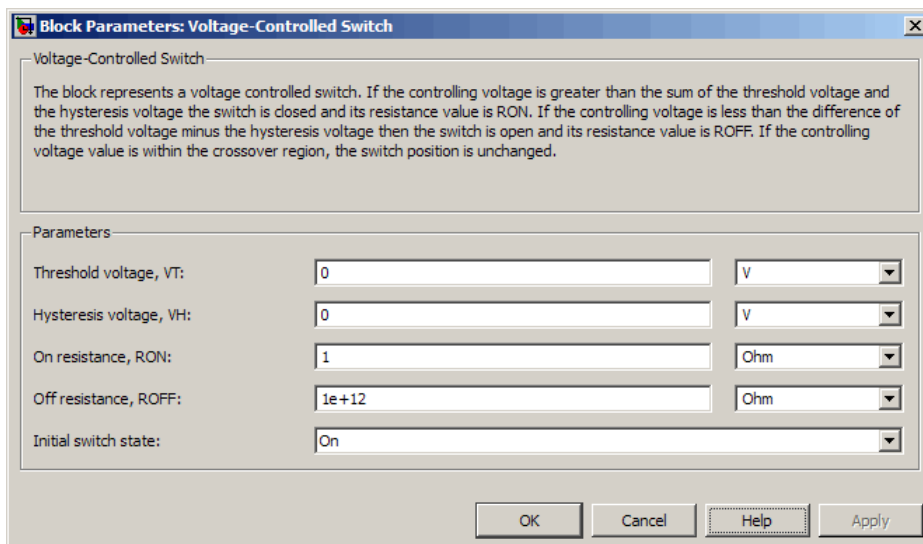 Block Parameters: Voltage-Controlled Switch
Voltage-Controlled Switch
The block represents a voltage controlled switch. If the controlling voltage is greater than the sum of the threshold voltage and
the hysteresis voltage the switch is closed and its resistance value is RON. If the controlling voltage is less than the difference of
the threshold voltage minus the hysteresis voltage then the switch is open and its resistance value is ROFF. If the controlling
voltage value is within the crossover region, the switch position is unchanged.
Parameters
Threshold voltage, VT: 0 V
Hysteresis voltage, VH: 0 V
On resistance, RON: 1 Ohm
Off resistance, ROFF: 1e+12 Ohm
Initial switch state: On
OK Cancel Help Apply